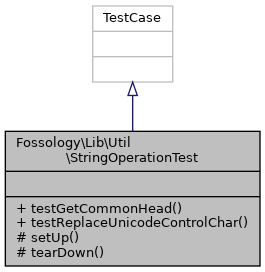 TestCase
Fossology\Lib\Util
\StringOperationTest
+ testGetCommonHead()
+ testReplaceUnicodeControlChar()
# setUp()
# tearDown()